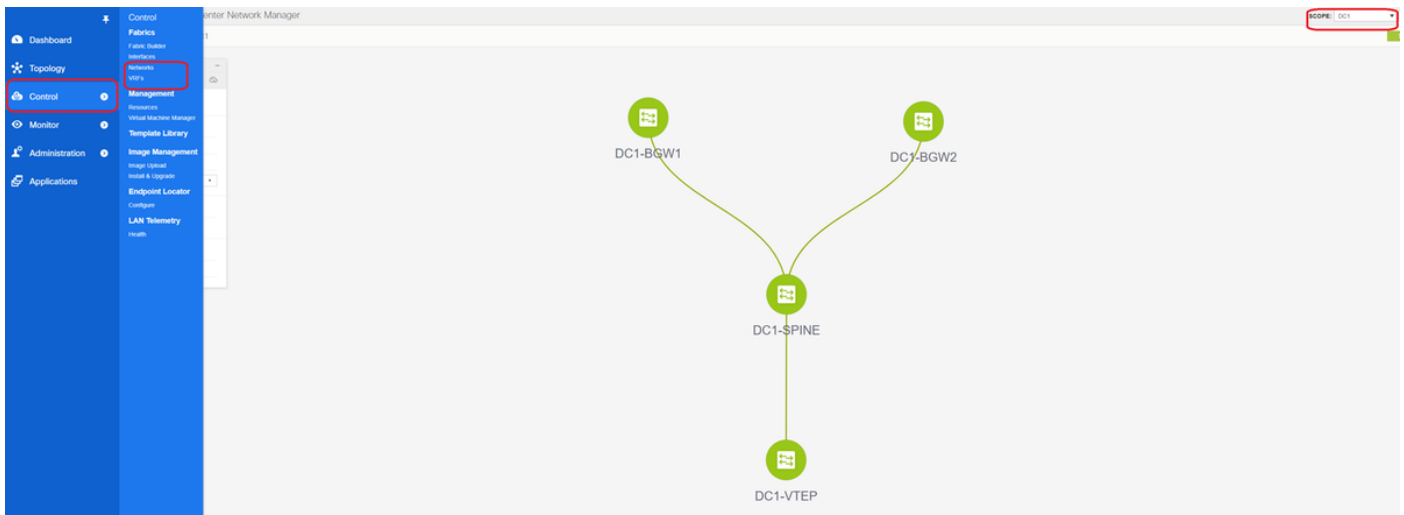 enter Network Manager
SCOPE: DC1
1
Dashboard
Topology
Control
Monitor
Administration
Applications
Control
Fabrics
Fabric Builder
Interfaces
Networks
VRFs
Management
Resources
Virtual Machine Manager
Template Library
Image Management
Image Upload
Install & Upgrade
Endpoint Locator
Configure
LAN Telemetry
Health
DC1-BGW1
DC1-BGW2
DC1-SPINE
DC1-VTEP